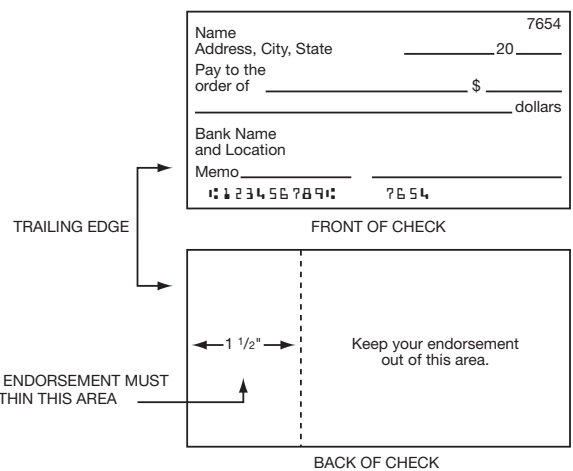 7654
Name
Address, City, State 20
Pay to the
order of $
dollars
Bank Name
and Location
Memo
⑆123456789⑆ 7654
TRAILING EDGE
FRONT OF CHECK
1 1/2"
Keep your endorsement
out of this area.
ENDORSEMENT MUST
THIN THIS AREA
BACK OF CHECK